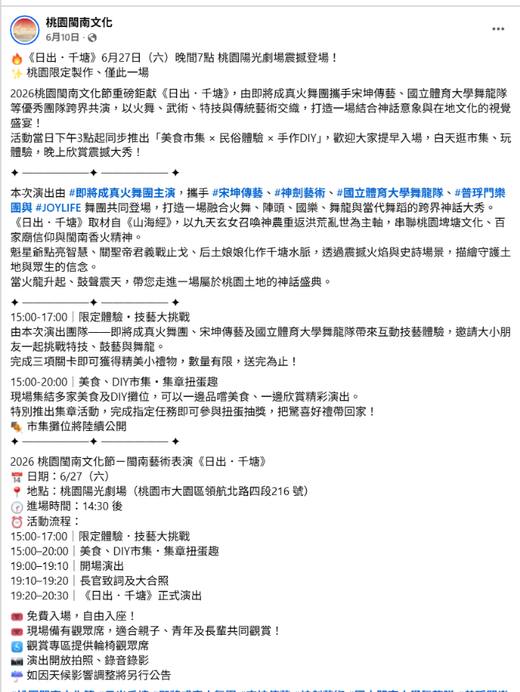 桃園閩南文化
6月10日
🔥《日出．千塘》6月27日（六）晚間7點 桃園陽光劇場震撼登場！
✨ 桃園限定製作、僅此一場
2026桃園閩南文化節重磅鉅獻《日出．千塘》，由即將成真火舞團攜手宋坤傳藝、國立體育大學舞龍隊
等優秀團隊跨界共演，以火舞、武術、特技與傳統藝術交織，打造一場結合神話意象與在地文化的視覺
盛宴！
活動當日下午3點起同步推出「美食市集 × 民俗體驗 × 手作DIY」，歡迎大家提早入場，白天逛市集、玩
體驗，晚上欣賞震撼大秀！
✦ ———————✦ ——————— ✦
本次演出由 #即將成真火舞團主演，攜手 #宋坤傳藝、#神劍藝術、#國立體育大學舞龍隊、#普琈門樂
團與 #JOYLIFE 舞團共同登場，打造一場融合火舞、陣頭、國樂、舞龍與當代舞蹈的跨界神話大秀。
《日出．千塘》取材自《山海經》，以九天玄女召喚神農重返洪荒亂世為主軸，串聯桃園埤塘文化、百
家廟信仰與閩南香火精神。
魁星爺點亮智慧、關聖帝君義戰止戈、后土娘娘化作千塘水脈，透過震撼火焰與史詩場景，描繪守護土
地與眾生的信念。
當火龍升起、鼓聲震天，帶您走進一場屬於桃園土地的神話盛典。
✦ ———————✦ ——————— ✦
15:00-17:00｜限定體驗・技藝大挑戰
由本次演出團隊——即將成真火舞團、宋坤傳藝及國立體育大學舞龍隊帶來互動技藝體驗，邀請大小朋
友一起挑戰特技、鼓藝與舞龍。
完成三項關卡即可獲得精美小禮物，數量有限，送完為止！
15:00-20:00｜美食、DIY市集・集章扭蛋趣
現場集結多家美食及DIY攤位，可以一邊品嚐美食、一邊欣賞精彩演出。
特別推出集章活動，完成指定任務即可參與扭蛋抽獎，把驚喜好禮帶回家！
🎭 市集攤位將陸續公開
✦ ———————✦ ——————— ✦
2026 桃園閩南文化節－閩南藝術表演《日出．千塘》
📅 日期：6/27（六）
📍 地點：桃園陽光劇場（桃園市大園區領航北路四段216 號）
🕝 進場時間：14:30 後
⏰ 活動流程：
15:00-17:00｜限定體驗．技藝大挑戰
15:00–20:00｜美食、DIY市集．集章扭蛋趣
19:00–19:10｜開場演出
19:10–19:20｜長官致詞及大合照
19:20–20:30｜《日出．千塘》正式演出
🎟️ 免費入場，自由入座！
🎟️ 現場備有觀眾席，適合親子、青年及長輩共同觀賞！
♿ 觀賞專區提供輪椅觀眾席
📷 演出開放拍照、錄音錄影
☔ 如因天候影響調整將另行公告